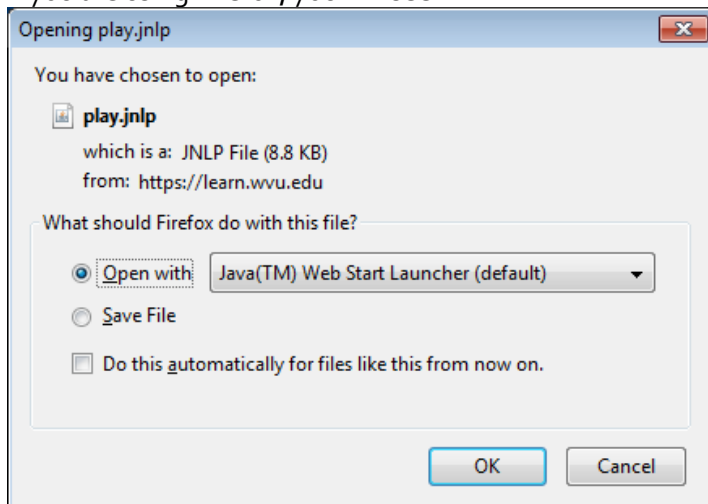 Opening play.jnlp
You have chosen to open:
play.jnlp
which is a: JNLP File (8.8 KB)
from: https://learn.wvu.edu
What should Firefox do with this file?
Open with Java(TM) Web Start Launcher (default)
Save File
Do this automatically for files like this from now on.
OK Cancel